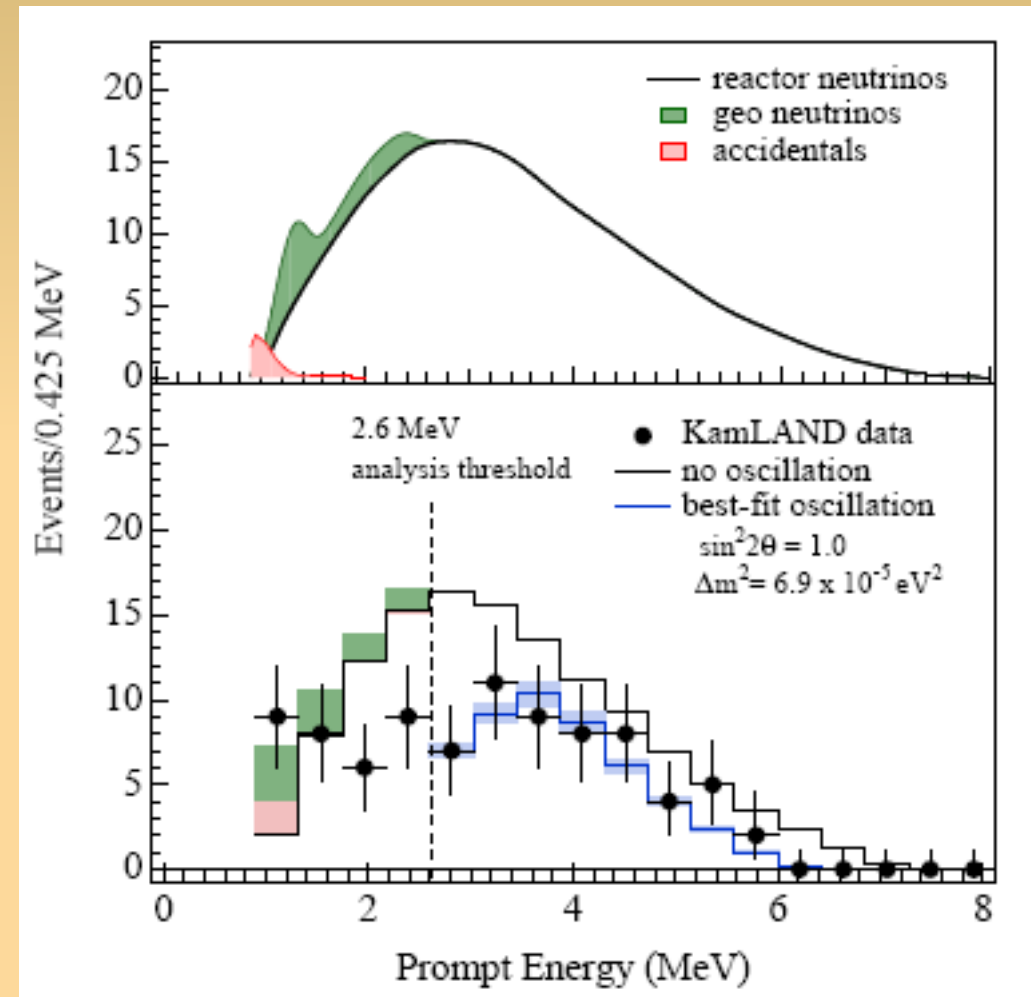 20
15
10
5
0
reactor neutrinos
geo neutrinos
accidentals
Events/0.425 MeV
25
20
15
10
5
0
2.6 MeV
analysis threshold
KamLAND data
no oscillation
best-fit oscillation
sin²2θ = 1.0
Δm²= 6.9 x 10⁻⁵ eV²
0 2 4 6 8
Prompt Energy (MeV)